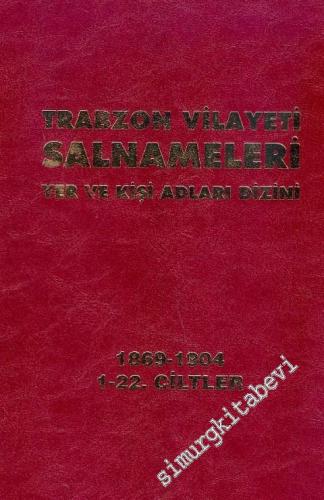 TRABZON VİLAYETİ
SALNAMELERİ
YER VE KİŞİ ADLARI DİZİNİ
1869-1904
1-22. CİLTLER
simurgkitabevi